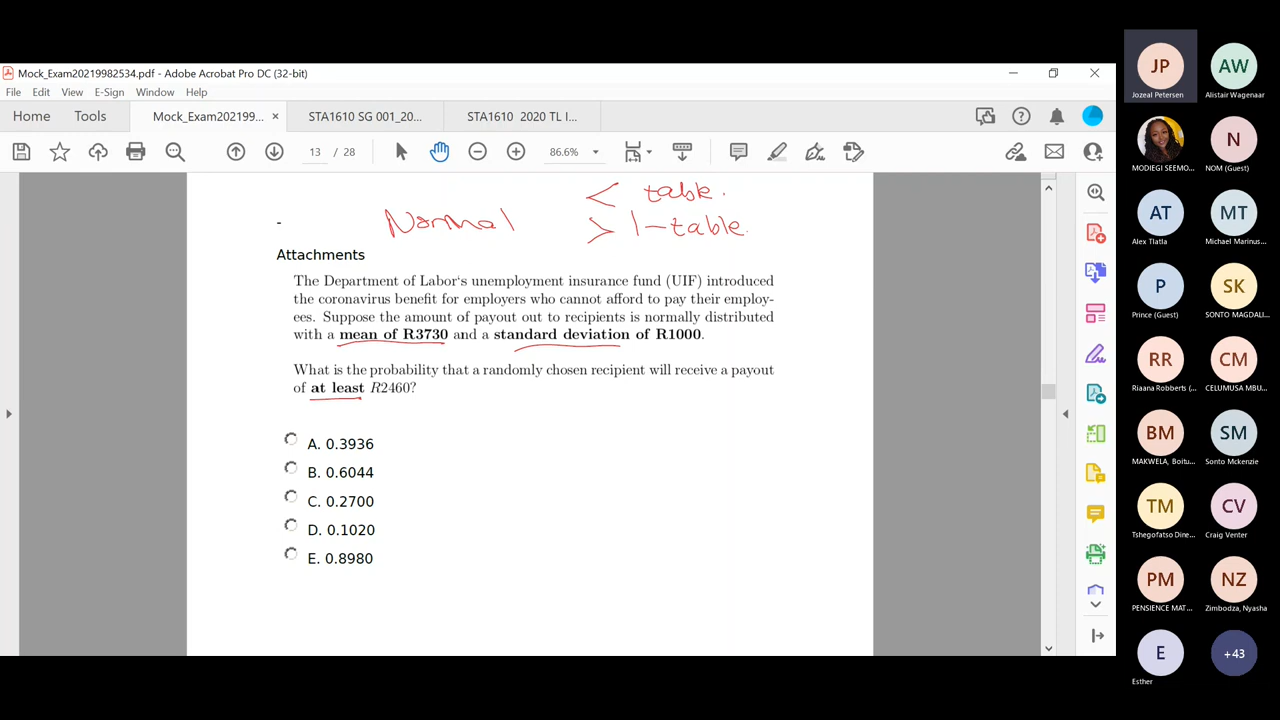 Mock_Exam20219982534.pdf - Adobe Acrobat Pro DC (32-bit)
File Edit View E-Sign Window Help
Home Tools Mock_Exam202199... × STA1610 SG 001_20... STA1610 2020 TL I...
13 / 28 86.6%
< table.
- Normal > 1-table.
Attachments
The Department of Labor‘s unemployment insurance fund (UIF) introduced
the coronavirus benefit for employers who cannot afford to pay their employ-
ees. Suppose the amount of payout out to recipients is normally distributed
with a mean of R3730 and a standard deviation of R1000.
What is the probability that a randomly chosen recipient will receive a payout
of at least R2460?
A. 0.3936
B. 0.6044
C. 0.2700
D. 0.1020
E. 0.8980
JP AW
Jozeal Petersen Alistair Wagenaar
N
MODIEGI SEEMO... NOM (Guest)
AT MT
Alex Tlatla Michael Marinus...
P SK
Prince (Guest) SONTO MAGDALI...
RR CM
Riaana Robberts (... CELUMUSA MBU...
BM SM
MAKWELA, Boitu... Sonto Mckenzie
TM CV
Tshegofatso Dine... Craig Venter
PM NZ
PENSIENCE MAT... Zimbodza, Nyasha
E +43
Esther